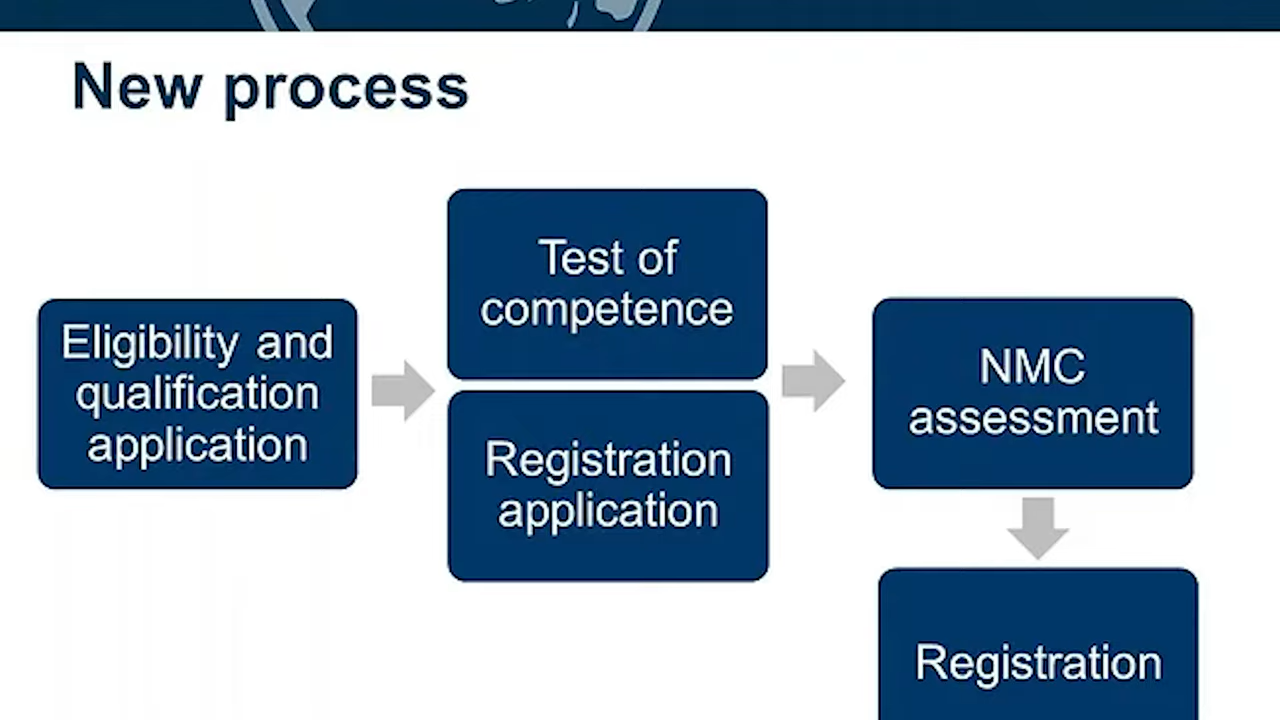 New process
Eligibility and
qualification
application
Test of
competence
Registration
application
NMC
assessment
Registration